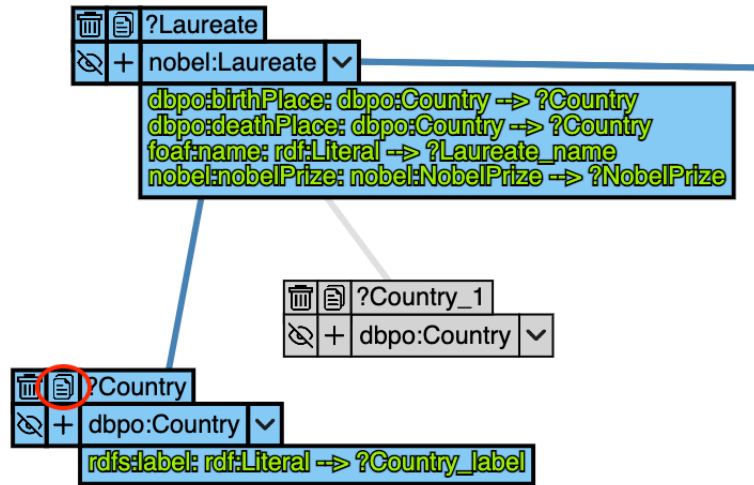 ?Laureate
nobel:Laureate
dbpo:birthPlace: dbpo:Country --> ?Country
dbpo:deathPlace: dbpo:Country --> ?Country
foaf:name: rdf:Literal --> ?Laureate_name
nobel:nobelPrize: nobel:NobelPrize --> ?NobelPrize
?Country_1
dbpo:Country
?Country
dbpo:Country
rdfs:label: rdf:Literal --> ?Country_label